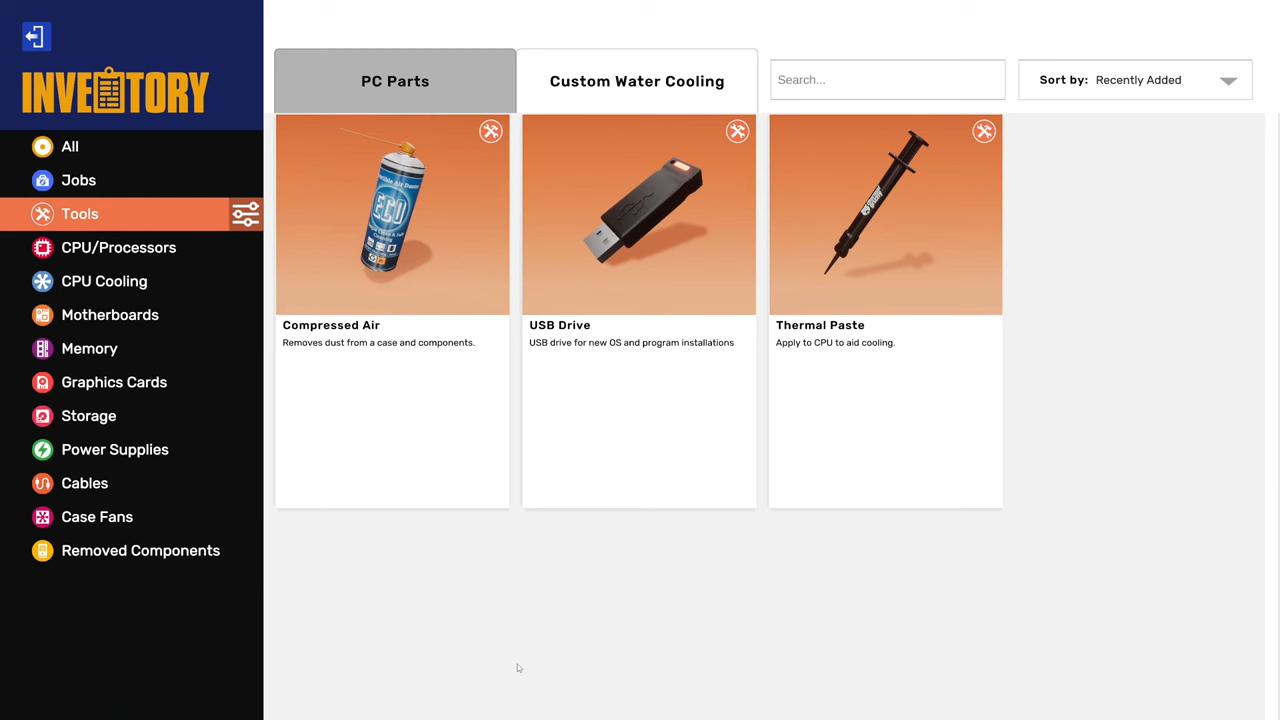 INVENTORY
All
Jobs
Tools
CPU/Processors
CPU Cooling
Motherboards
Memory
Graphics Cards
Storage
Power Supplies
Cables
Case Fans
Removed Components
PC Parts
Custom Water Cooling
Search...
Sort by: Recently Added
ECO
Compressed Air
Removes dust from a case and components.
USB Drive
USB drive for new OS and program installations
Thermal Paste
Apply to CPU to aid cooling.